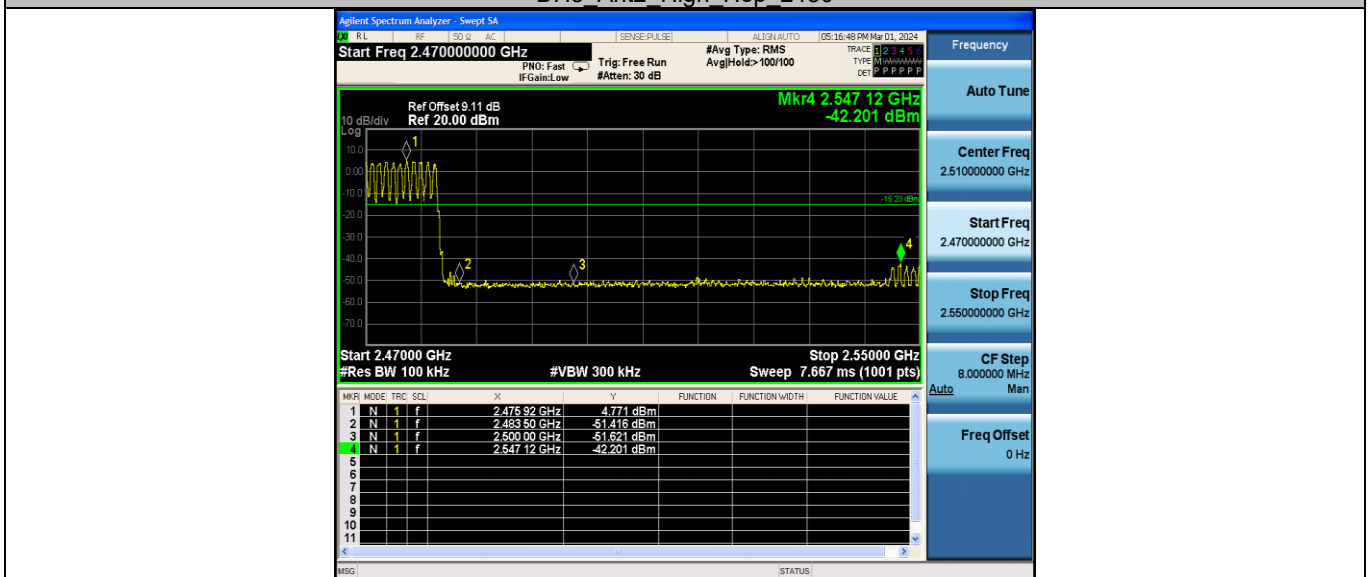 Agilent Spectrum Analyzer - Swept SA
RL RF 50 Ω AC SENSE:PULSE ALIGN AUTO 05:16:48 PM Mar 01, 2024
Start Freq 2.470000000 GHz
PNO: Fast
IFGain:Low
Trig: Free Run
#Atten: 30 dB
#Avg Type: RMS
Avg|Hold:>100/100
TRACE 1 2 3 4 5 6
TYPE M
DET P P P P P P
Frequency
Auto Tune
Center Freq
2.510000000 GHz
Start Freq
2.470000000 GHz
Stop Freq
2.550000000 GHz
CF Step
8.000000 MHz
Auto Man
Freq Offset
0 Hz
Mkr4 2.547 12 GHz
-42.201 dBm
Ref Offset 9.11 dB
10 dB/div Ref 20.00 dBm
Log
10.0
0.00
-10.0
-20.0
-30.0
-40.0
-50.0
-60.0
-70.0
1
2
3
4
-15.23 dBm
Start 2.47000 GHz Stop 2.55000 GHz
#Res BW 100 kHz #VBW 300 kHz Sweep 7.667 ms (1001 pts)
MKR MODE TRC SCL X Y FUNCTION FUNCTION WIDTH FUNCTION VALUE
1 N 1 f 2.475 92 GHz 4.771 dBm
2 N 1 f 2.483 50 GHz -51.416 dBm
3 N 1 f 2.500 00 GHz -51.621 dBm
4 N 1 f 2.547 12 GHz -42.201 dBm
5
6
7
8
9
10
11
MSG STATUS